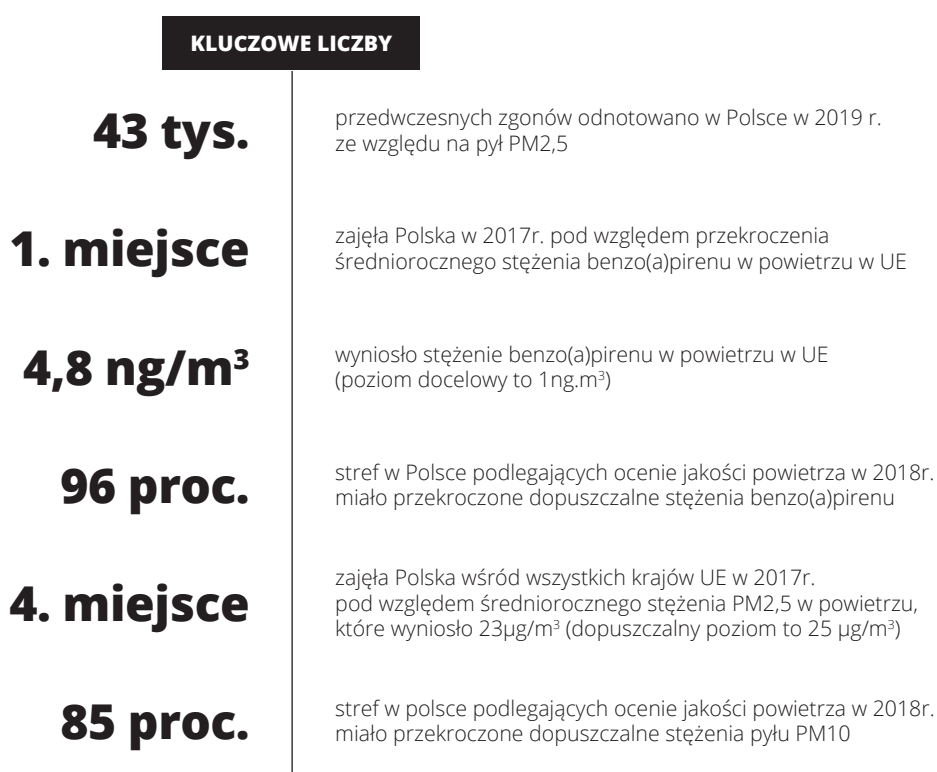 KLUCZOWE LICZBY
43 tys.
przedwczesnych zgonów odnotowano w Polsce w 2019 r.
ze względu na pył PM2,5
1. miejsce
zajęła Polska w 2017r. pod względem przekroczenia
średniorocznego stężenia benzo(a)pirenu w powietrzu w UE
4,8 ng/m³
wyniosło stężenie benzo(a)pirenu w powietrzu w UE
(poziom docelowy to 1ng.m³)
96 proc.
stref w Polsce podlegających ocenie jakości powietrza w 2018r.
miało przekroczone dopuszczalne stężenia benzo(a)pirenu
4. miejsce
zajęła Polska wśród wszystkich krajów UE w 2017r.
pod względem średniorocznego stężenia PM2,5 w powietrzu,
które wyniosło 23µg/m³ (dopuszczalny poziom to 25 µg/m³)
85 proc.
stref w polsce podlegających ocenie jakości powietrza w 2018r.
miało przekroczone dopuszczalne stężenia pyłu PM10